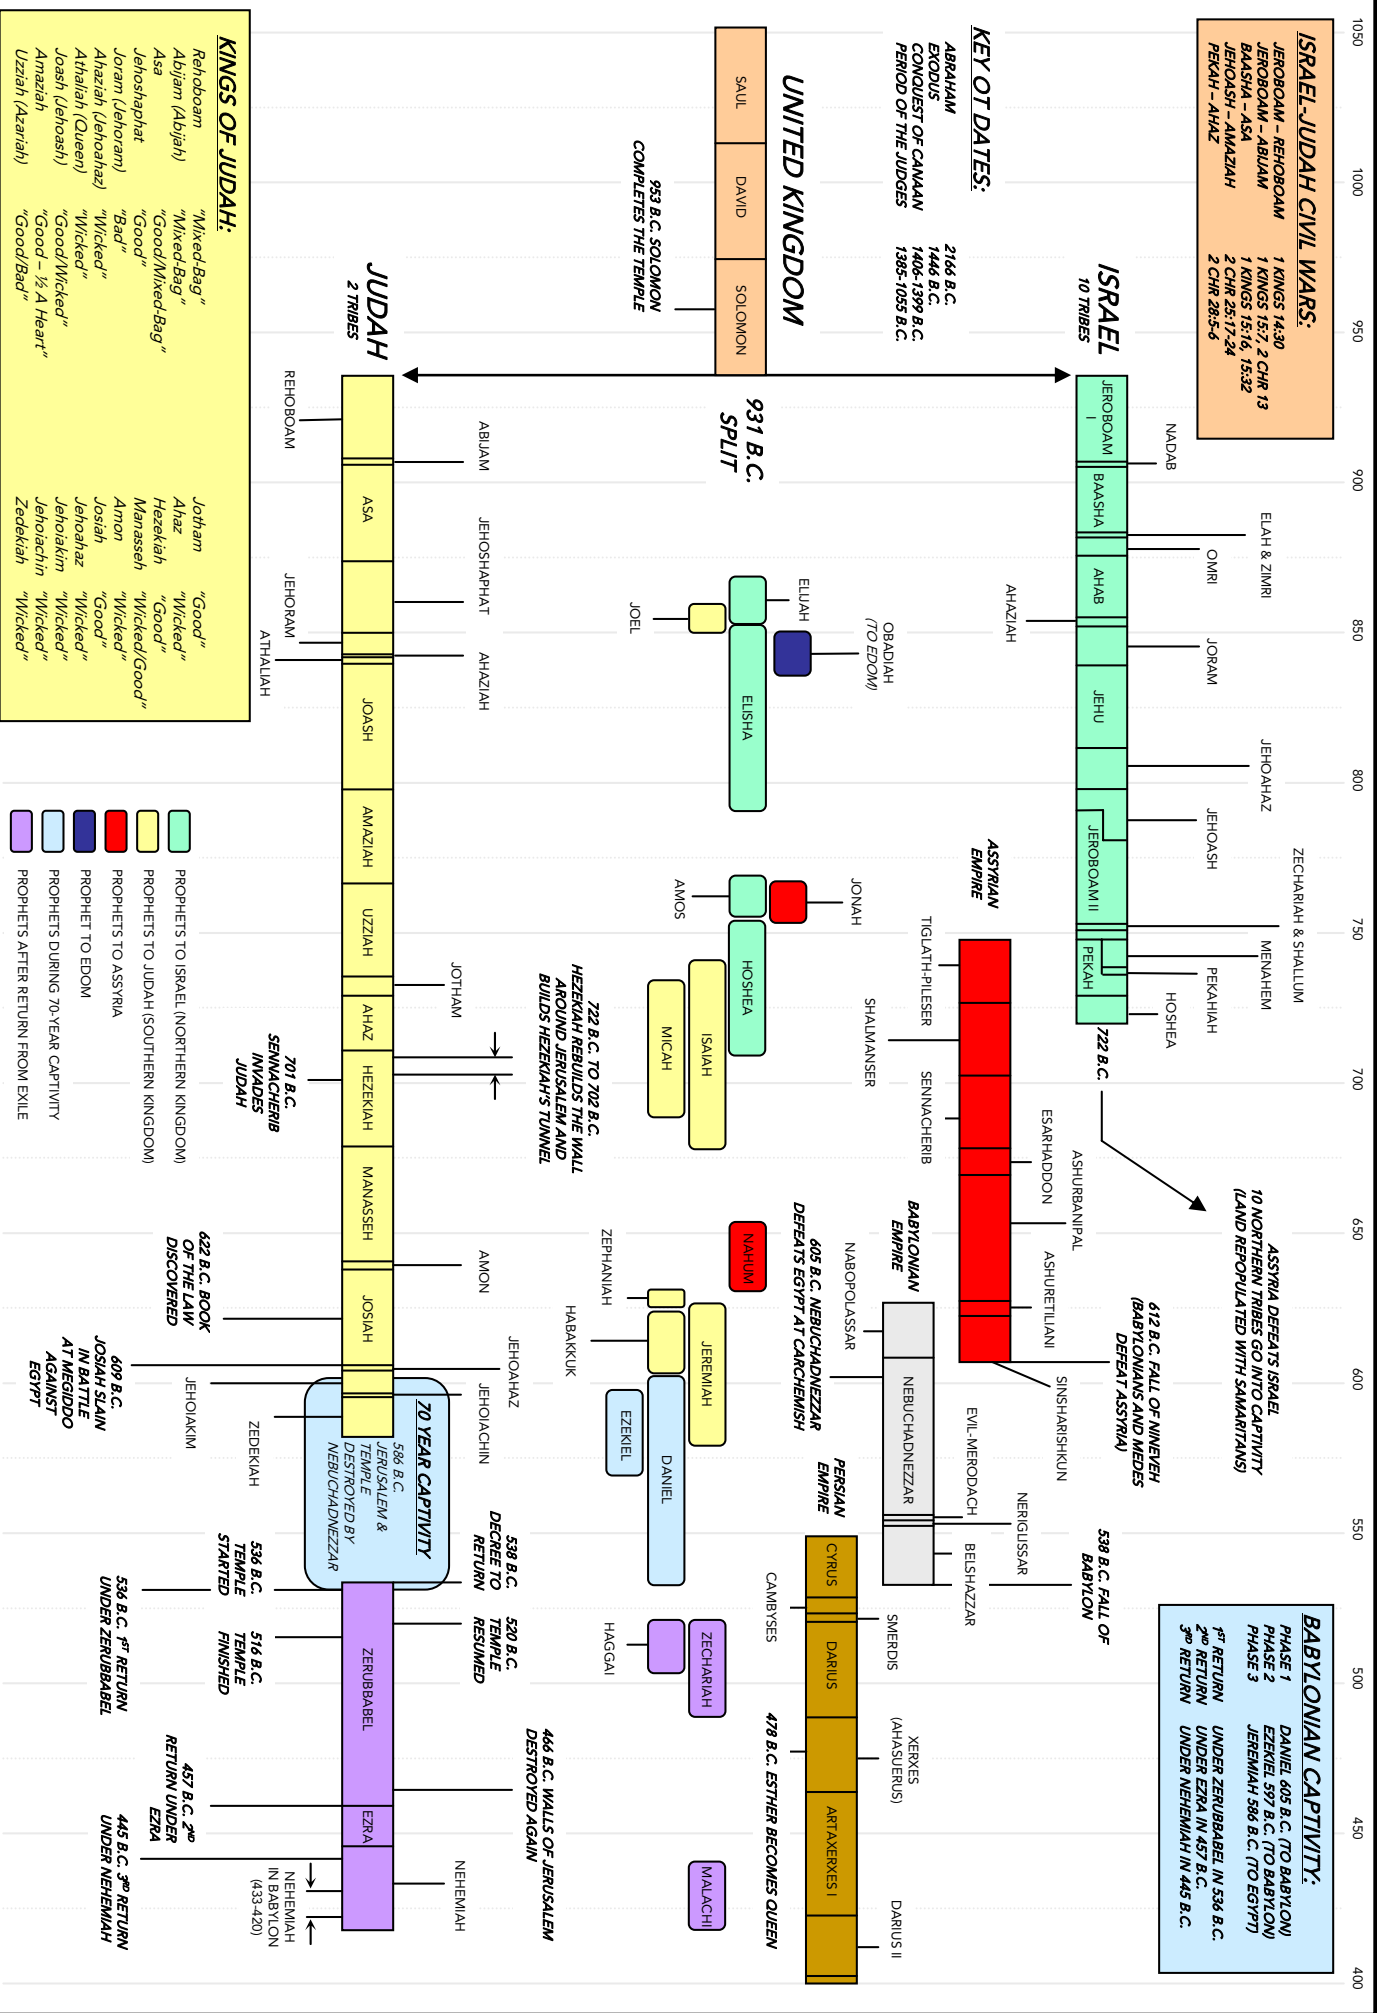 1050
1000
950
900
850
800
750
700
650
600
550
500
450
400
ISRAEL-JUDAH CIVIL WARS:
JEROBOAM – REHOBOAM 1 KINGS 14:30
JEROBOAM – ABIJAM 1 KINGS 15:7, 2 CHR 13
BAASHA – ASA 1 KINGS 15:16, 15:32
JEHOASH – AMAZIAH 2 CHR 25:17-24
PEKAH – AHAZ 2 CHR 28:5-6
BABYLONIAN CAPTIVITY:
PHASE 1 DANIEL 605 B.C. (TO BABYLON)
PHASE 2 EZEKIEL 597 B.C. (TO BABYLON)
PHASE 3 JEREMIAH 586 B.C. (TO EGYPT)
1ST RETURN UNDER ZERUBBABEL IN 536 B.C.
2ND RETURN UNDER EZRA IN 457 B.C.
3RD RETURN UNDER NEHEMIAH IN 445 B.C.
ZECHARIAH & SHALLUM
ELAH & ZIMRI
JEHOAHAZ
MENAHEM
OMRI
JORAM
JEHOASH
PEKAHIAH
NADAB
HOSHEA
ASSYRIA DEFEATS ISRAEL
10 NORTHERN TRIBES GO INTO CAPTIVITY
(LAND REPOPULATED WITH SAMARITANS)
ISRAEL
10 TRIBES
JEROBOAM
I
BAASHA
AHAB
JEHU
JEROBOAM II
PEKAH
722 B.C.
AHAZIAH
612 B.C. FALL OF NINEVEH
(BABYLONIANS AND MEDES
DEFEAT ASSYRIA)
538 B.C. FALL OF
BABYLON
KEY OT DATES:
ABRAHAM 2166 B.C.
EXODUS 1446 B.C.
CONQUEST OF CANAAN 1406-1399 B.C.
PERIOD OF THE JUDGES 1385-1055 B.C.
ASSYRIAN
EMPIRE
TIGLATH-PILESER
SHALMANSER
SENNACHERIB
ESARHADDON
ASHURBANIPAL
ASHURETILIANI
SINSHARISHKUN
BABYLONIAN
EMPIRE
NABOPOLASSAR
NEBUCHADNEZZAR
EVIL-MERODACH
NERIGLISSAR
BELSHAZZAR
605 B.C. NEBUCHADNEZZAR
DEFEATS EGYPT AT CARCHEMISH
PERSIAN
EMPIRE
CYRUS
CAMBYSES
SMERDIS
DARIUS
XERXES
(AHASUERUS)
ARTAXERXES I
DARIUS II
478 B.C. ESTHER BECOMES QUEEN
UNITED KINGDOM
SAUL
DAVID
SOLOMON
953 B.C. SOLOMON
COMPLETES THE TEMPLE
931 B.C.
SPLIT
OBADIAH
(TO EDOM)
ELIJAH
ELISHA
JOEL
JONAH
AMOS
HOSHEA
ISAIAH
MICAH
NAHUM
ZEPHANIAH
HABAKKUK
JEREMIAH
DANIEL
EZEKIEL
ZECHARIAH
HAGGAI
MALACHI
722 B.C. TO 702 B.C.
HEZEKIAH REBUILDS THE WALL
AROUND JERUSALEM AND
BUILDS HEZEKIAH'S TUNNEL
466 B.C. WALLS OF JERUSALEM
DESTROYED AGAIN
538 B.C.
DECREE TO
RETURN
520 B.C.
TEMPLE
RESUMED
ABIJAM
JEHOSHAPHAT
AHAZIAH
JOTHAM
AMON
JEHOAHAZ
JEHOIACHIN
NEHEMIAH
JUDAH
2 TRIBES
ASA
JOASH
AMAZIAH
UZZIAH
AHAZ
HEZEKIAH
MANASSEH
JOSIAH
70 YEAR CAPTIVITY
586 B.C.
JERUSALEM &
TEMPLE
DESTROYED BY
NEBUCHADNEZZAR
ZERUBBABEL
EZRA
REHOBOAM
JEHORAM
ATHALIAH
701 B.C.
SENNACHERIB
INVADES
JUDAH
622 B.C. BOOK
OF THE LAW
DISCOVERED
609 B.C.
JOSIAH SLAIN
IN BATTLE
AT MEGIDDO
AGAINST
EGYPT
JEHOIAKIM
ZEDEKIAH
536 B.C.
TEMPLE
STARTED
516 B.C.
TEMPLE
FINISHED
536 B.C. 1ST RETURN
UNDER ZERUBBABEL
457 B.C. 2ND
RETURN UNDER
EZRA
445 B.C. 3RD RETURN
UNDER NEHEMIAH
NEHEMIAH
IN BABYLON
(433-420)
KINGS OF JUDAH:
Rehoboam "Mixed-Bag" Jotham "Good"
Abijam (Abijah) "Mixed-Bag" Ahaz "Wicked"
Asa "Good/Mixed-Bag" Hezekiah "Good"
Jehoshaphat "Good" Manasseh "Wicked/Good"
Joram (Jehoram) "Bad" Amon "Wicked"
Ahaziah (Jehoahaz) "Wicked" Josiah "Good"
Athaliah (Queen) "Wicked" Jehoahaz "Wicked"
Joash (Jehoash) "Good/Wicked" Jehoiakim "Wicked"
Amaziah "Good – ½ A Heart" Jehoiachin "Wicked"
Uzziah (Azariah) "Good/Bad" Zedekiah "Wicked"
PROPHETS TO ISRAEL (NORTHERN KINGDOM)
PROPHETS TO JUDAH (SOUTHERN KINGDOM)
PROPHETS TO ASSYRIA
PROPHET TO EDOM
PROPHETS DURING 70-YEAR CAPTIVITY
PROPHETS AFTER RETURN FROM EXILE